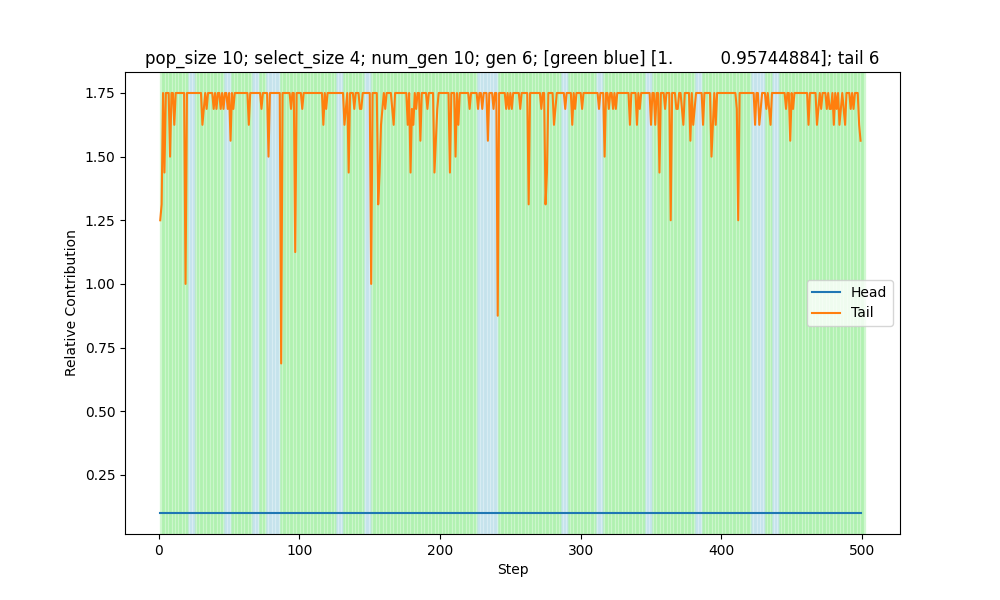 pop_size 10; select_size 4; num_gen 10; gen 6; [green blue] [1.         0.95744884]; tail 6
1.75
1.50
1.25
1.00
0.75
0.50
0.25
Relative Contribution
Head
Tail
0 100 200 300 400 500
Step